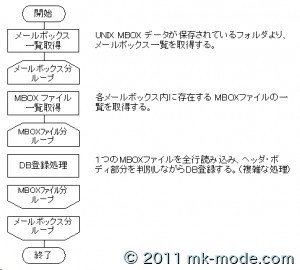 開始
メールボックス
一覧取得
UNIX MBOX データが保存されているフォルダより、
メールボックス一覧を取得する。
メールボックス分
ループ
MBOX ファイル
一覧取得
各メールボックス内に存在する MBOXファイルの一
覧を取得する。
MBOXファイル分
ループ
DB登録処理
1つのMBOXファイルを全行読み込み、ヘッダ・ボ
ディ部分を判別しながらDB登録する。（複雑な処理）
MBOXファイル分
ループ
メールボックス分
ループ
終了
© 2011 mk-mode.com